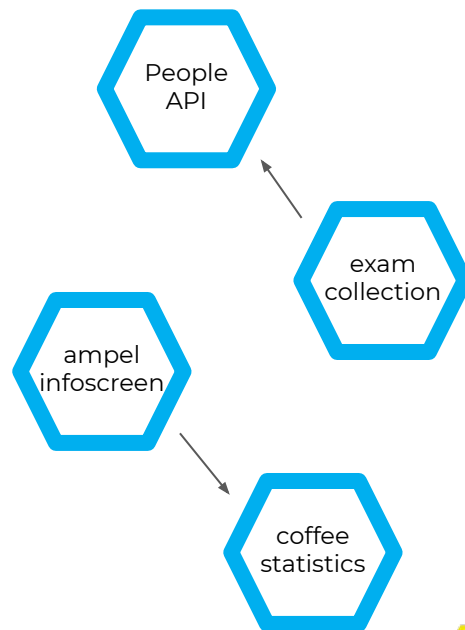 People
API
exam
collection
ampel
infoscreen
coffee
statistics